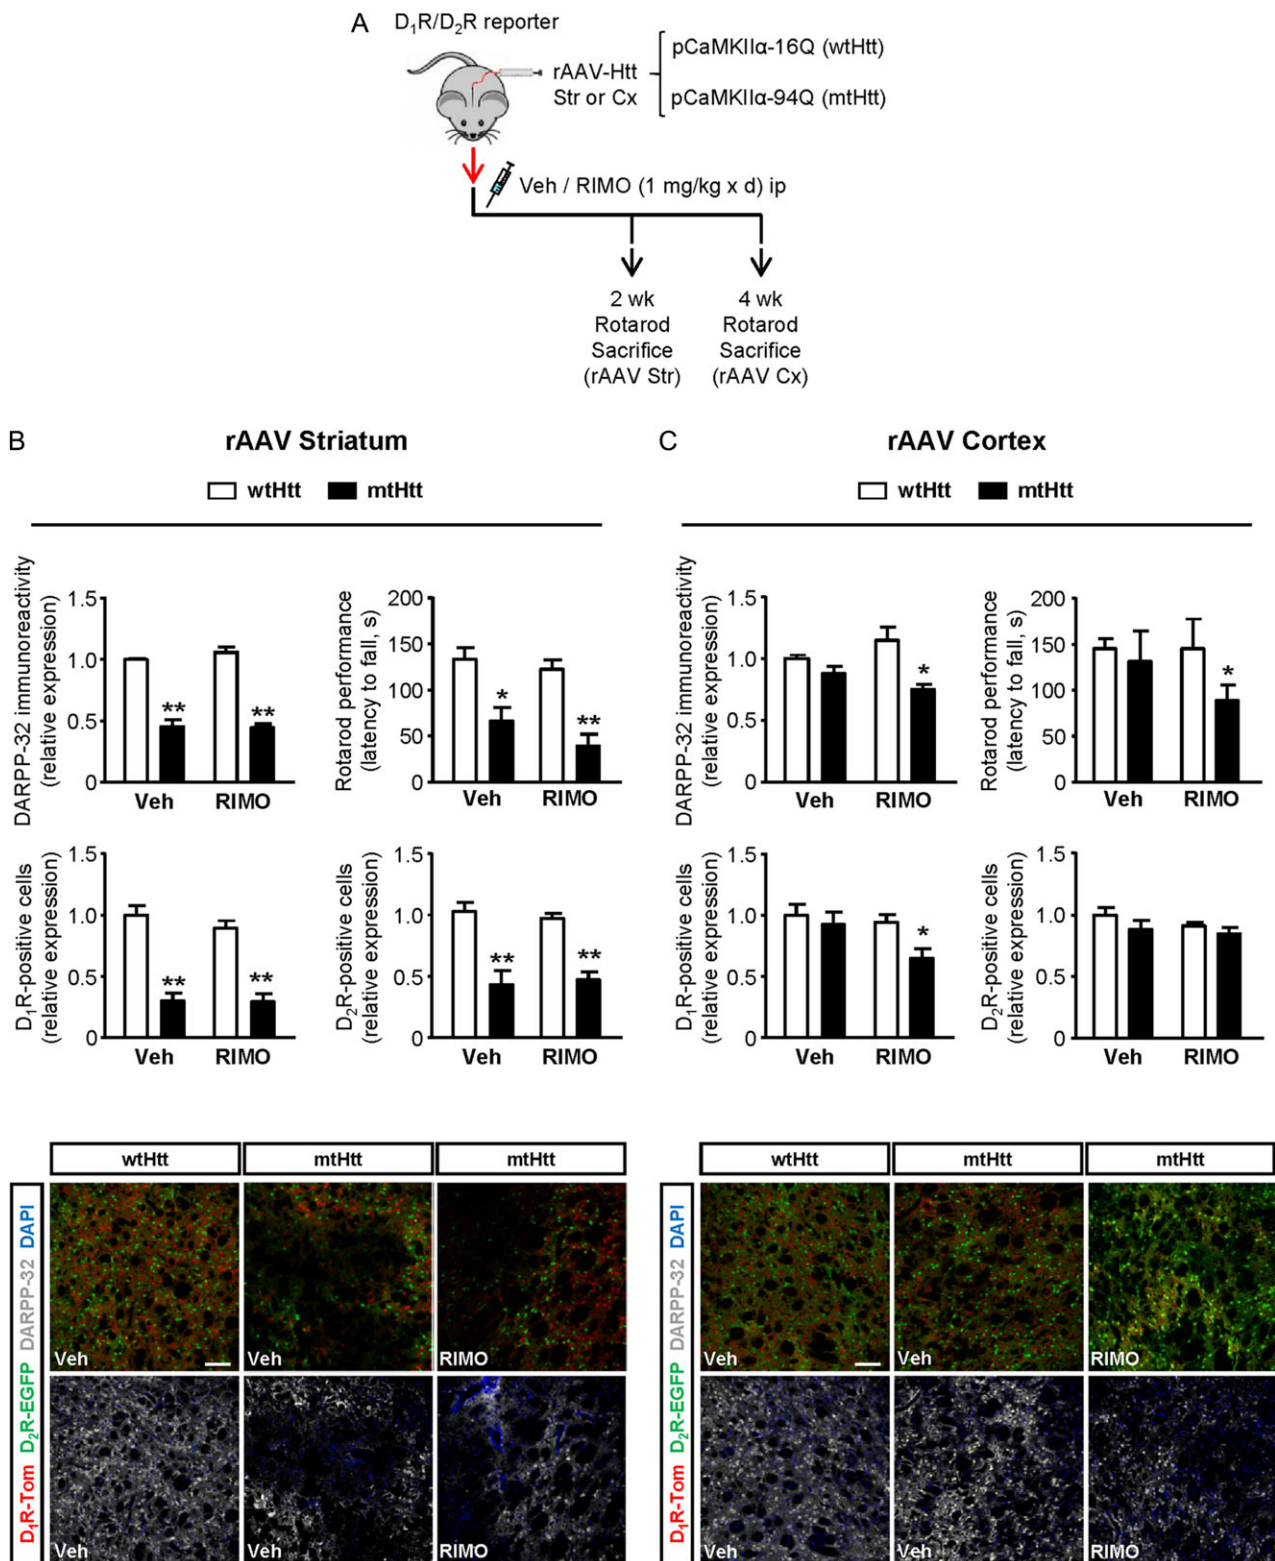 A D₁R/D₂R reporter
rAAV-Htt
Str or Cx
pCaMKIIα-16Q (wtHtt)
pCaMKIIα-94Q (mtHtt)
Veh / RIMO (1 mg/kg x d) ip
2 wk
Rotarod
Sacrifice
(rAAV Str)
4 wk
Rotarod
Sacrifice
(rAAV Cx)
B rAAV Striatum
wtHtt mtHtt
DARPP-32 immunoreactivity
(relative expression)
1.5
1.0
0.5
0
** **
Veh RIMO
Rotarod performance
(latency to fall, s)
200
150
100
50
0
* **
Veh RIMO
D₁R-positive cells
(relative expression)
1.5
1.0
0.5
0
** **
Veh RIMO
D₂R-positive cells
(relative expression)
1.5
1.0
0.5
0
** **
Veh RIMO
wtHtt mtHtt mtHtt
D₁R-Tom D₂R-EGFP DARPP-32 DAPI
Veh Veh RIMO
Veh Veh RIMO
C rAAV Cortex
wtHtt mtHtt
DARPP-32 immunoreactivity
(relative expression)
1.5
1.0
0.5
0
*
Veh RIMO
Rotarod performance
(latency to fall, s)
200
150
100
50
0
*
Veh RIMO
D₁R-positive cells
(relative expression)
1.5
1.0
0.5
0
*
Veh RIMO
D₂R-positive cells
(relative expression)
1.5
1.0
0.5
0
Veh RIMO
wtHtt mtHtt mtHtt
D₁R-Tom D₂R-EGFP DARPP-32 DAPI
Veh Veh RIMO
Veh Veh RIMO